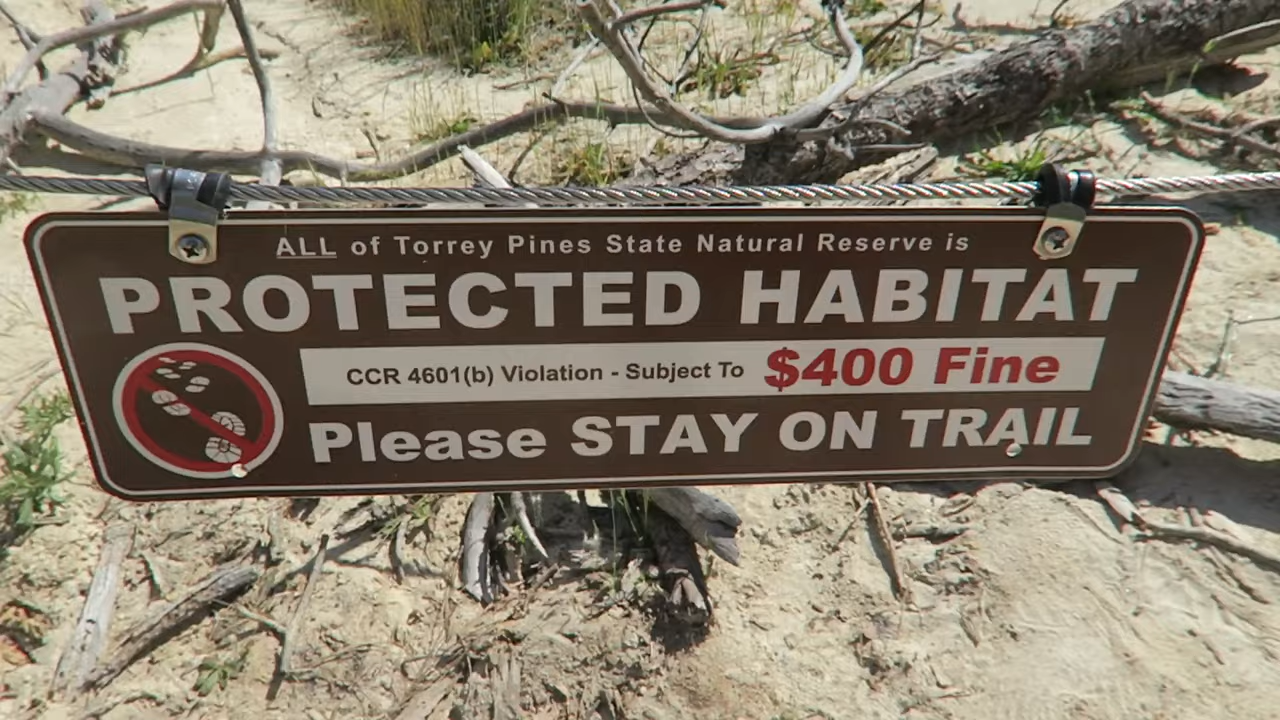 ALL of Torrey Pines State Natural Reserve is
PROTECTED HABITAT
CCR 4601(b) Violation - Subject To $400 Fine
Please STAY ON TRAIL